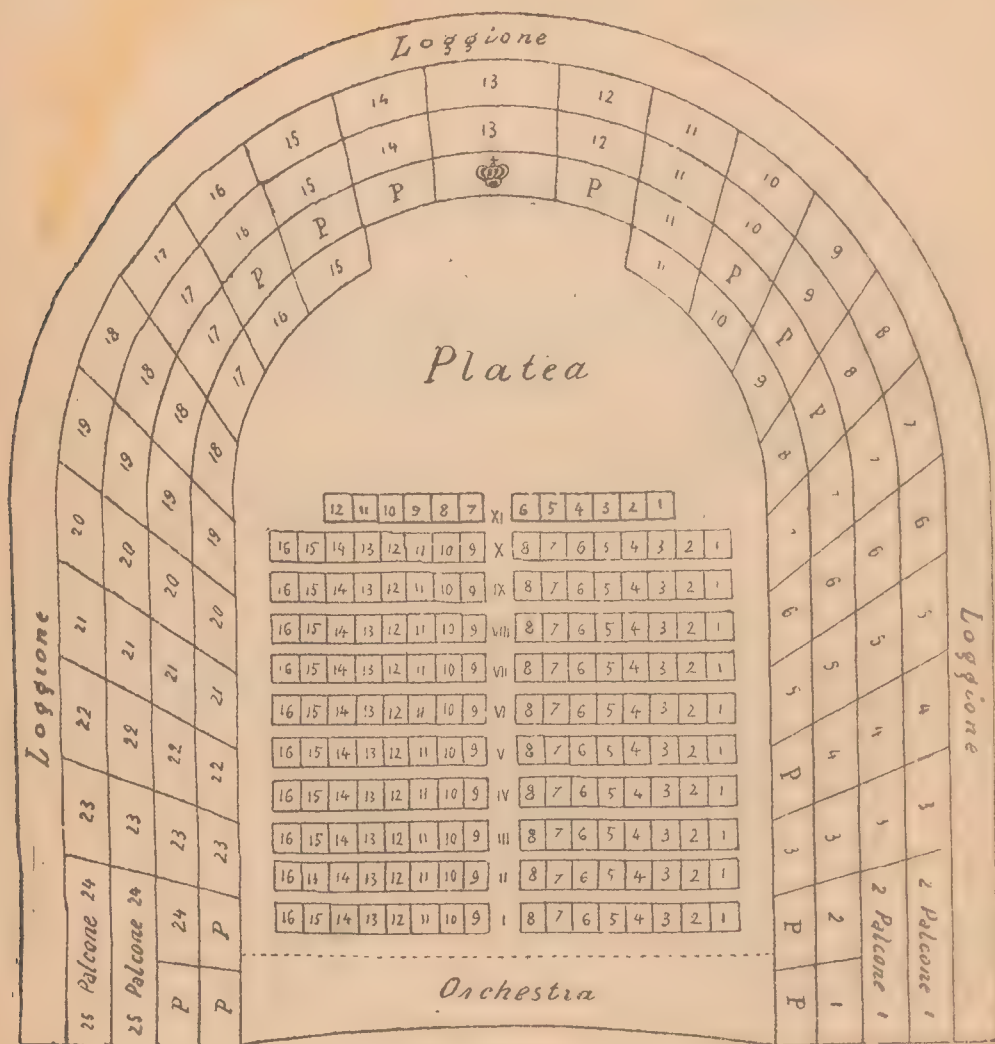 Loggione
Loggione
Loggione
25 Palcone 24 23 22 21 20 19 18 17 16 15 14 13 12 11 10 9 8 7 6 5 4 3 2 Palcone 1
25 Palcone 24 23 22 21 20 19 18 17 16 15 14 13 12 11 10 9 8 7 6 5 4 3 2 Palcone 1
P 24 23 22 21 20 19 18 17 P P P P 11 P P P 7 6 5 4 3 2 1
P P 23 22 21 20 19 18 17 16 15 11 10 9 8 7 6 5 P 3 P P
Platea
12 11 10 9 8 7 XI 6 5 4 3 2 1
16 15 14 13 12 11 10 9 X 8 7 6 5 4 3 2 1
16 15 14 13 12 11 10 9 IX 8 7 6 5 4 3 2 1
16 15 14 13 12 11 10 9 VIII 8 7 6 5 4 3 2 1
16 15 14 13 12 11 10 9 VII 8 7 6 5 4 3 2 1
16 15 14 13 12 11 10 9 VI 8 7 6 5 4 3 2 1
16 15 14 13 12 11 10 9 V 8 7 6 5 4 3 2 1
16 15 14 13 12 11 10 9 IV 8 7 6 5 4 3 2 1
16 15 14 13 12 11 10 9 III 8 7 6 5 4 3 2 1
16 15 14 13 12 11 10 9 II 8 7 6 5 4 3 2 1
16 15 14 13 12 11 10 9 I 8 7 6 5 4 3 2 1
Orchestra